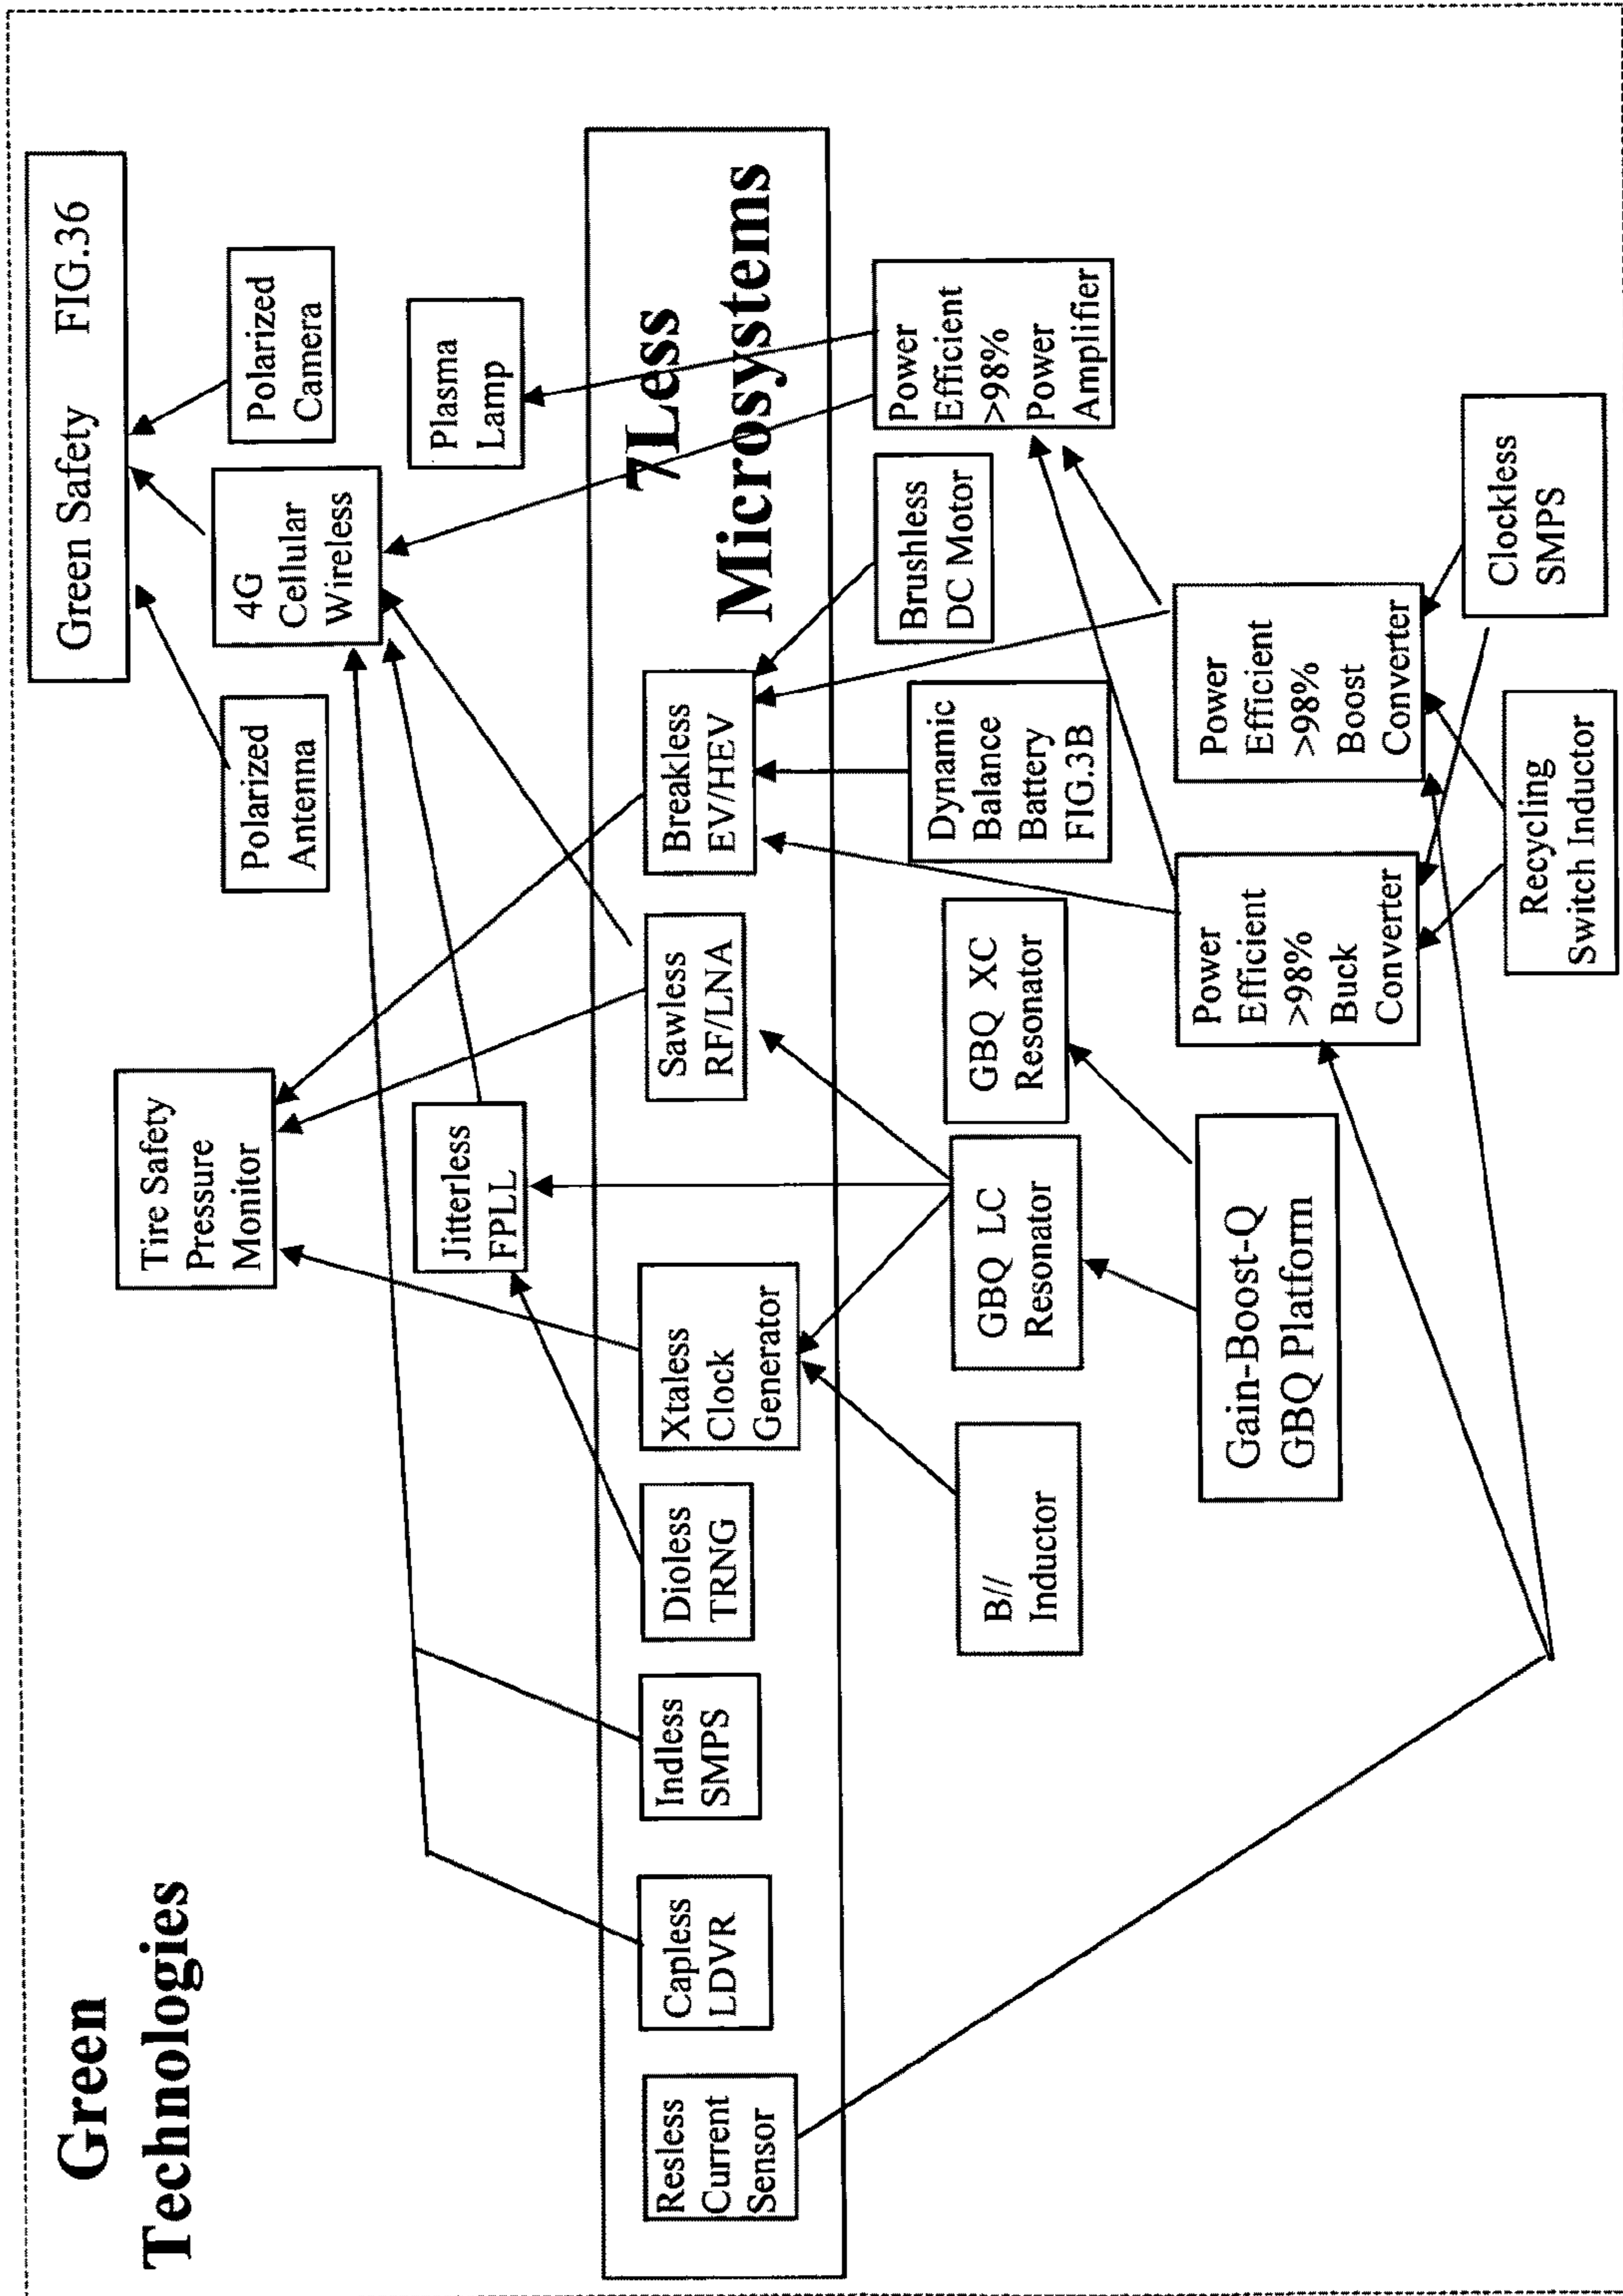 Green
Technologies
Green Safety FIG.36
Tire Safety
Pressure
Monitor
Polarized
Antenna
4G
Cellular
Wireless
Polarized
Camera
Jitterless
FPLL
Plasma
Lamp
7Less
Microsystems
Resless
Current
Sensor
Capless
LDVR
Indless
SMPS
Dioless
TRNG
Xtaless
Clock
Generator
Sawless
RF/LNA
Breakless
EV/HEV
B//
Inductor
GBQ LC
Resonator
GBQ XC
Resonator
Dynamic
Balance
Battery
FIG.3B
Brushless
DC Motor
Power
Efficient
>98%
Power
Amplifier
Gain-Boost-Q
GBQ Platform
Power
Efficient
>98%
Buck
Converter
Power
Efficient
>98%
Boost
Converter
Recycling
Switch Inductor
Clockless
SMPS